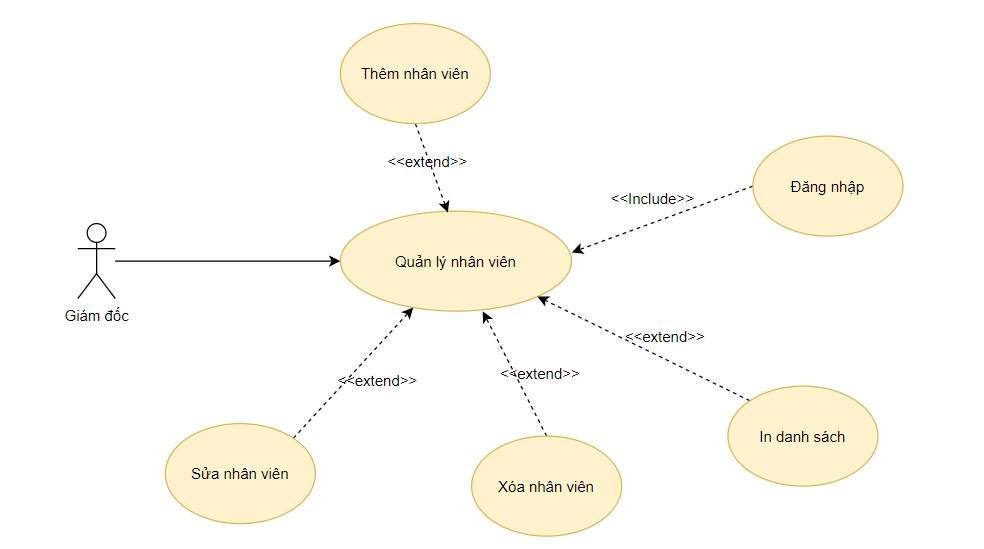 Thêm nhân viên
<<extend>>
Đăng nhập
<<Include>>
Quản lý nhân viên
Giám đốc
<<extend>>
<<extend>>
<<extend>>
In danh sách
Sửa nhân viên
Xóa nhân viên